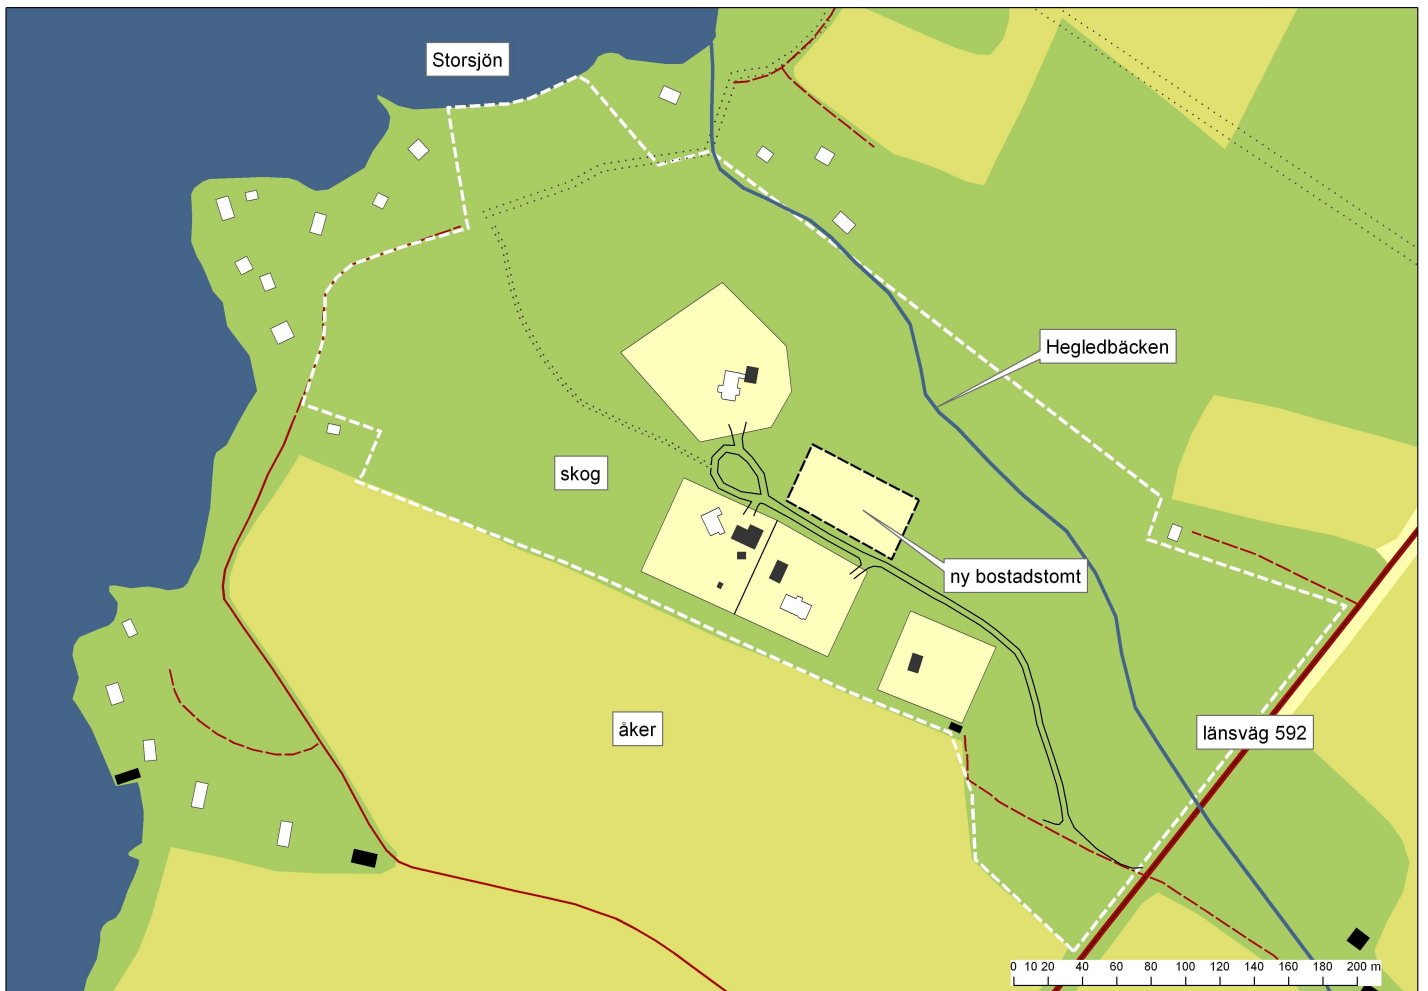 Storsjön
Hegledbäcken
skog
ny bostadstomt
åker
länsväg 592
0 10 20 40 60 80 100 120 140 160 180 200 m